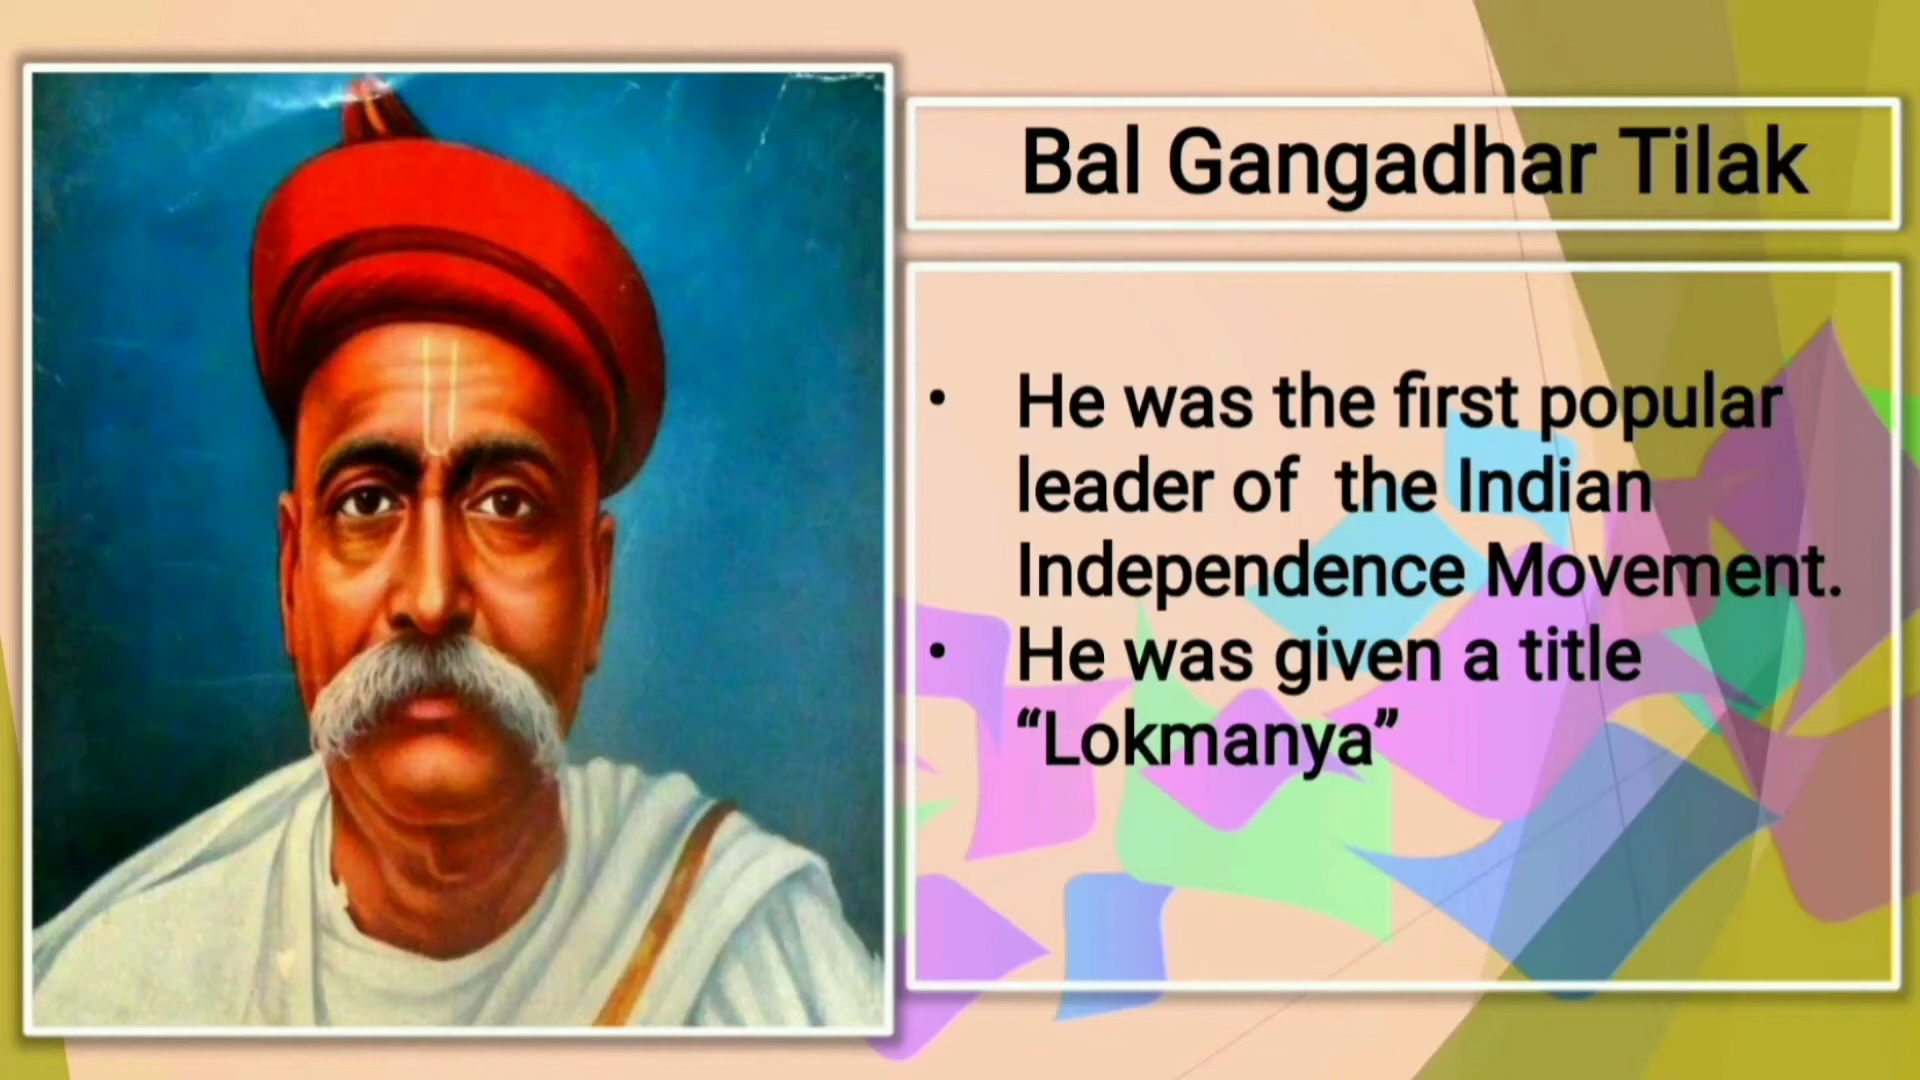 Bal Gangadhar Tilak
• He was the first popular
leader of the Indian
Independence Movement.
• He was given a title
“Lokmanya”